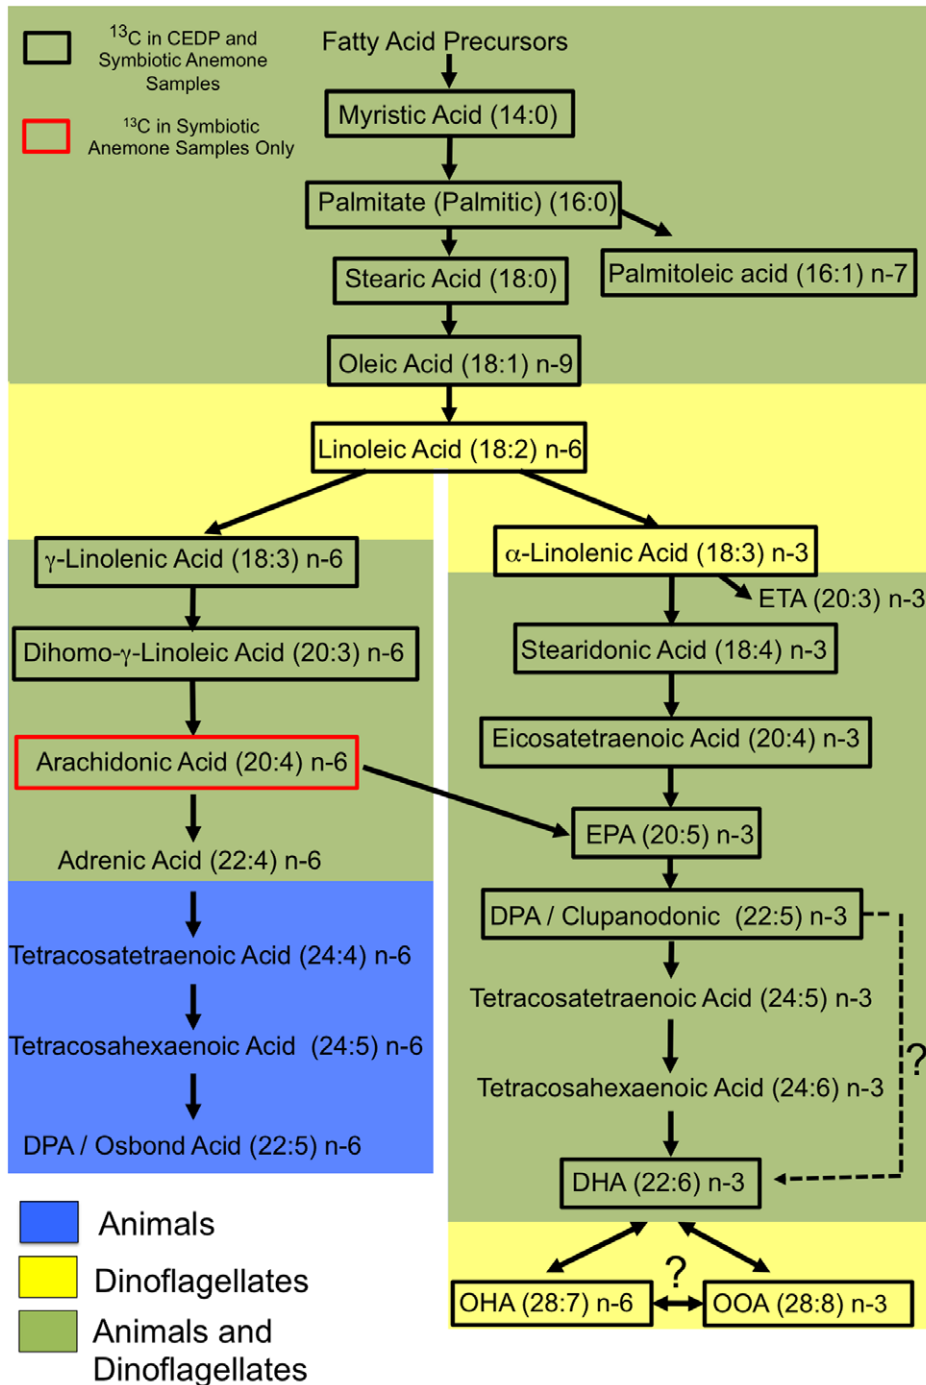 ¹³C in CEDP and
Symbiotic Anemone
Samples
Fatty Acid Precursors
Myristic Acid (14:0)
¹³C in Symbiotic
Anemone Samples Only
Palmitate (Palmitic) (16:0)
Stearic Acid (18:0)
Palmitoleic acid (16:1) n-7
Oleic Acid (18:1) n-9
Linoleic Acid (18:2) n-6
γ-Linolenic Acid (18:3) n-6
α-Linolenic Acid (18:3) n-3
ETA (20:3) n-3
Dihomo-γ-Linoleic Acid (20:3) n-6
Stearidonic Acid (18:4) n-3
Arachidonic Acid (20:4) n-6
Eicosatetraenoic Acid (20:4) n-3
EPA (20:5) n-3
Adrenic Acid (22:4) n-6
DPA / Clupanodonic (22:5) n-3
Tetracosatetraenoic Acid (24:4) n-6
Tetracosatetraenoic Acid (24:5) n-3
Tetracosahexaenoic Acid (24:5) n-6
?
Tetracosahexaenoic Acid (24:6) n-3
DPA / Osbond Acid (22:5) n-6
DHA (22:6) n-3
Animals
Dinoflagellates
?
OHA (28:7) n-6
OOA (28:8) n-3
Animals and
Dinoflagellates